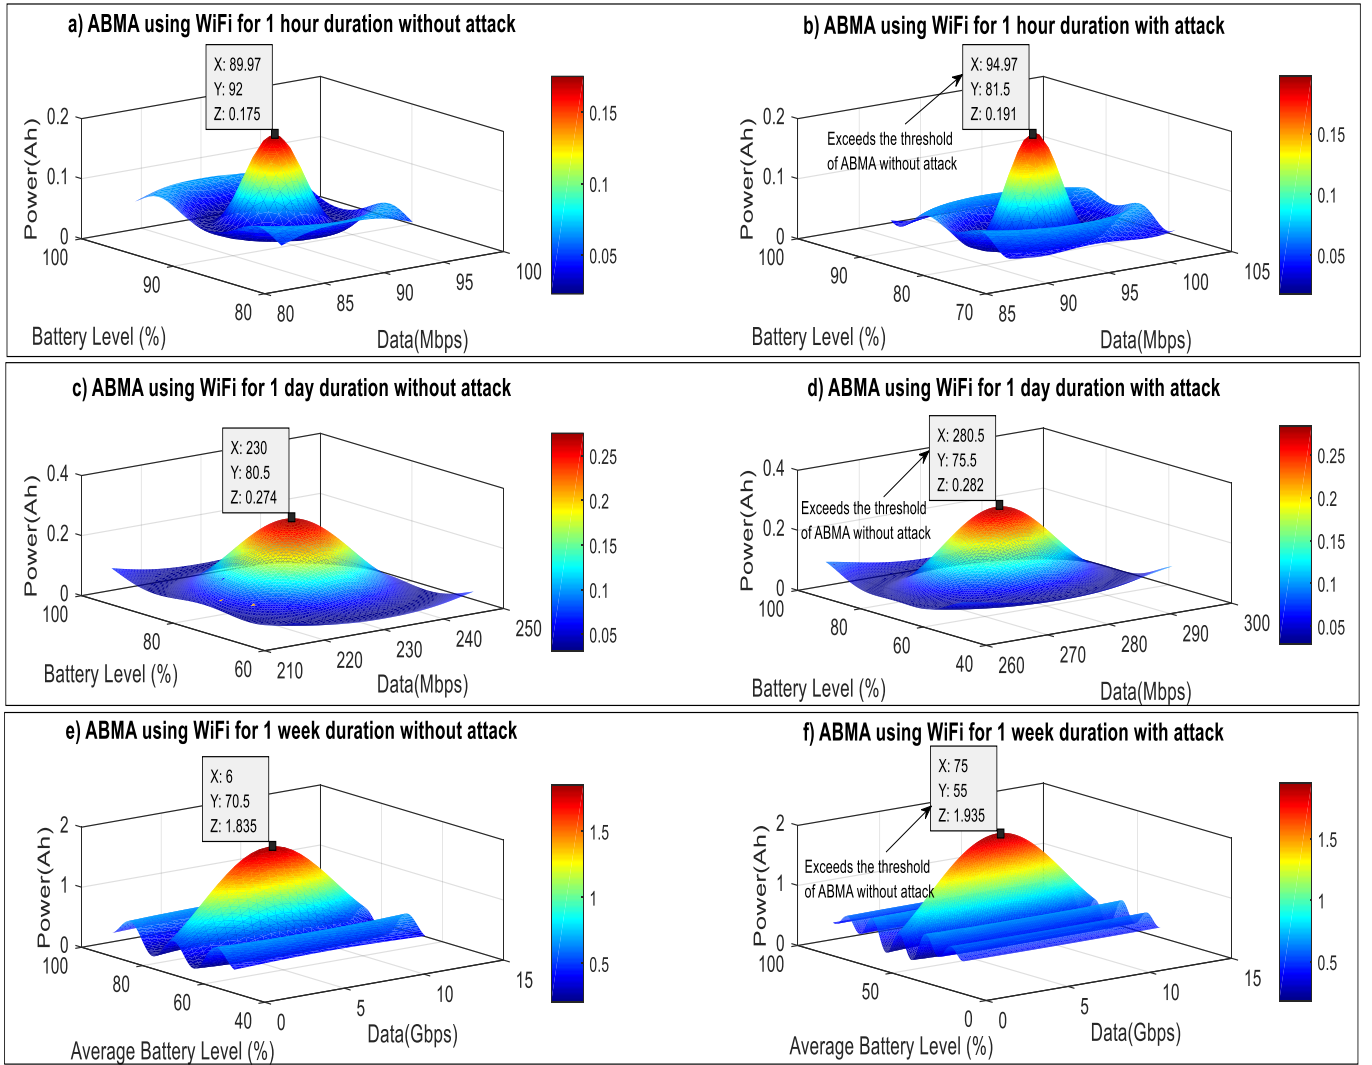 a) ABMA using WiFi for 1 hour duration without attack
X: 89.97
Y: 92
Z: 0.175
0.2
0.1
0
Power(Ah)
100
90
80
Battery Level (%)
80
85
90
95
100
Data(Mbps)
0.15
0.1
0.05
b) ABMA using WiFi for 1 hour duration with attack
X: 94.97
Y: 81.5
Z: 0.191
Exceeds the threshold
of ABMA without attack
0.2
0.1
0
Power(Ah)
100
90
80
70
Battery Level (%)
85
90
95
100
105
Data(Mbps)
0.15
0.1
0.05
c) ABMA using WiFi for 1 day duration without attack
X: 230
Y: 80.5
Z: 0.274
0.4
0.2
0
Power(Ah)
100
80
60
Battery Level (%)
210
220
230
240
250
Data(Mbps)
0.25
0.2
0.15
0.1
0.05
d) ABMA using WiFi for 1 day duration with attack
X: 280.5
Y: 75.5
Z: 0.282
Exceeds the threshold
of ABMA without attack
0.4
0.2
0
Power(Ah)
100
80
60
40
Battery Level (%)
260
270
280
290
300
Data(Mbps)
0.25
0.2
0.15
0.1
0.05
e) ABMA using WiFi for 1 week duration without attack
X: 6
Y: 70.5
Z: 1.835
2
1
0
Power(Ah)
100
80
60
40
Average Battery Level (%)
0
5
10
15
Data(Gbps)
1.5
1
0.5
f) ABMA using WiFi for 1 week duration with attack
X: 75
Y: 55
Z: 1.935
Exceeds the threshold
of ABMA without attack
2
1
0
Power(Ah)
100
50
0
Average Battery Level (%)
0
5
10
15
Data(Gbps)
1.5
1
0.5